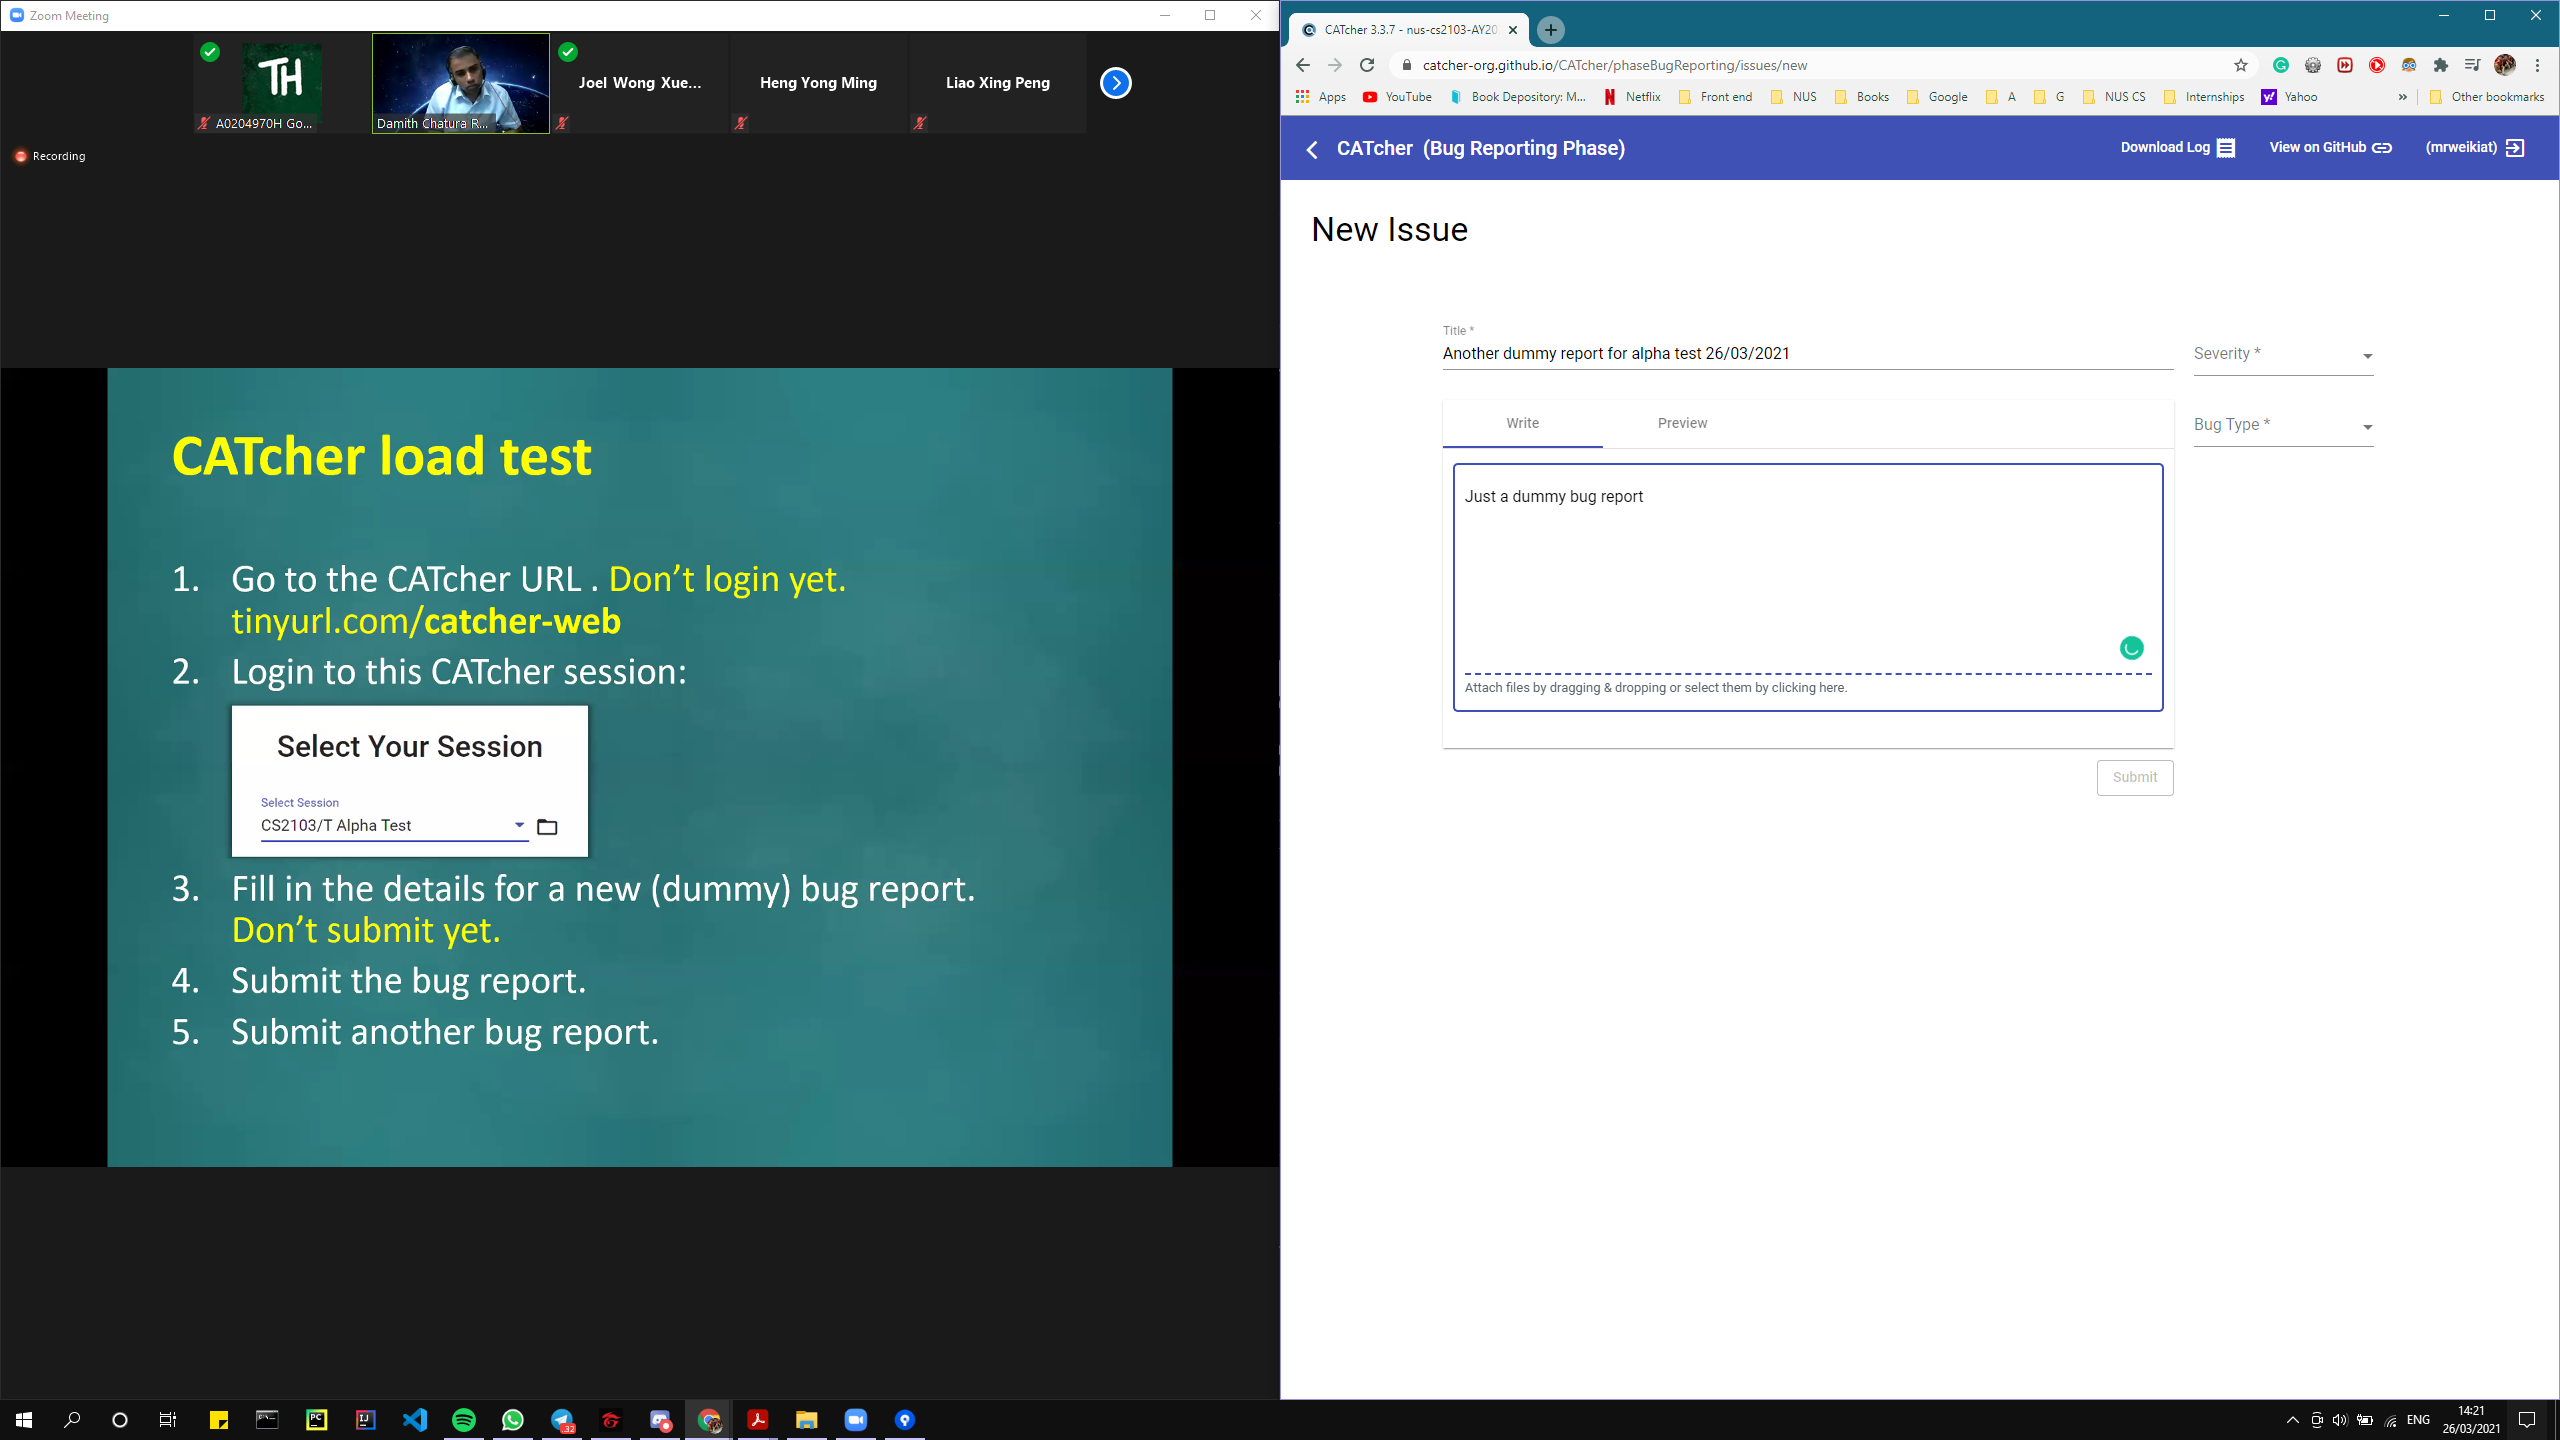 Zoom Meeting
TH
A0204970H Go...
Damith Chatura R...
Joel Wong Xue...
Heng Yong Ming
Liao Xing Peng
Recording
CATcher load test
1. Go to the CATcher URL . Don't login yet.
tinyurl.com/catcher-web
2. Login to this CATcher session:
Select Your Session
Select Session
CS2103/T Alpha Test
3. Fill in the details for a new (dummy) bug report.
Don't submit yet.
4. Submit the bug report.
5. Submit another bug report.
CATcher 3.3.7 - nus-cs2103-AY20
catcher-org.github.io/CATcher/phaseBugReporting/issues/new
Apps YouTube Book Depository: M... Netflix Front end NUS Books Google A G NUS CS Internships Yahoo » Other bookmarks
CATcher (Bug Reporting Phase) Download Log View on GitHub (mrweikiat)
New Issue
Title *
Another dummy report for alpha test 26/03/2021
Severity *
Write Preview
Bug Type *
Just a dummy bug report
Attach files by dragging & dropping or select them by clicking here.
Submit
PC IJ 32 ENG
14:21
26/03/2021